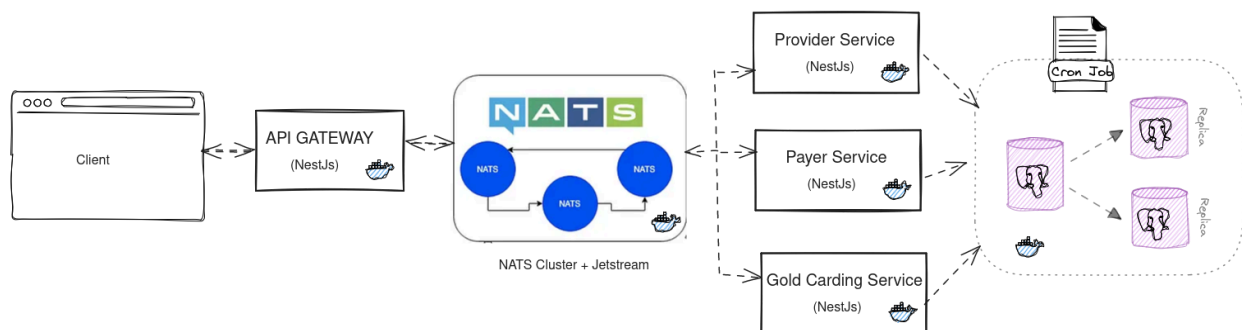 Client
API GATEWAY
(NestJs)
NATS
NATS
NATS
NATS
NATS Cluster + Jetstream
Provider Service
(NestJs)
Payer Service
(NestJs)
Gold Carding Service
(NestJs)
Cron Job
Replica
Replica